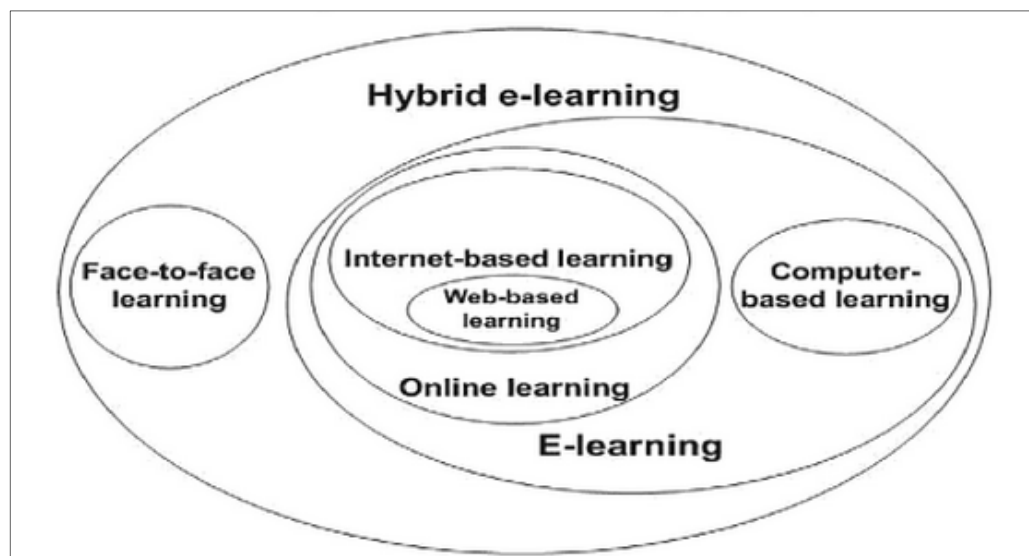 Hybrid e-learning
Face-to-face
learning
Internet-based learning
Web-based
learning
Computer-
based learning
Online learning
E-learning